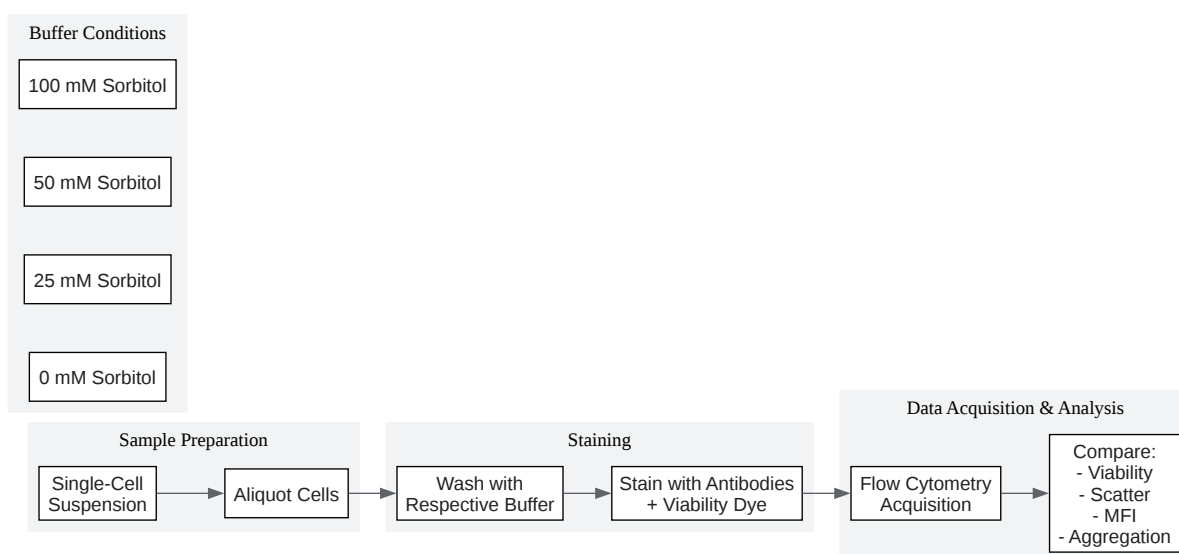 Buffer Conditions
100 mM Sorbitol
50 mM Sorbitol
25 mM Sorbitol
0 mM Sorbitol
Sample Preparation
Single-Cell
Suspension
Aliquot Cells
Staining
Wash with
Respective Buffer
Stain with Antibodies
+ Viability Dye
Data Acquisition & Analysis
Flow Cytometry
Acquisition
Compare:
- Viability
- Scatter
- MFI
- Aggregation